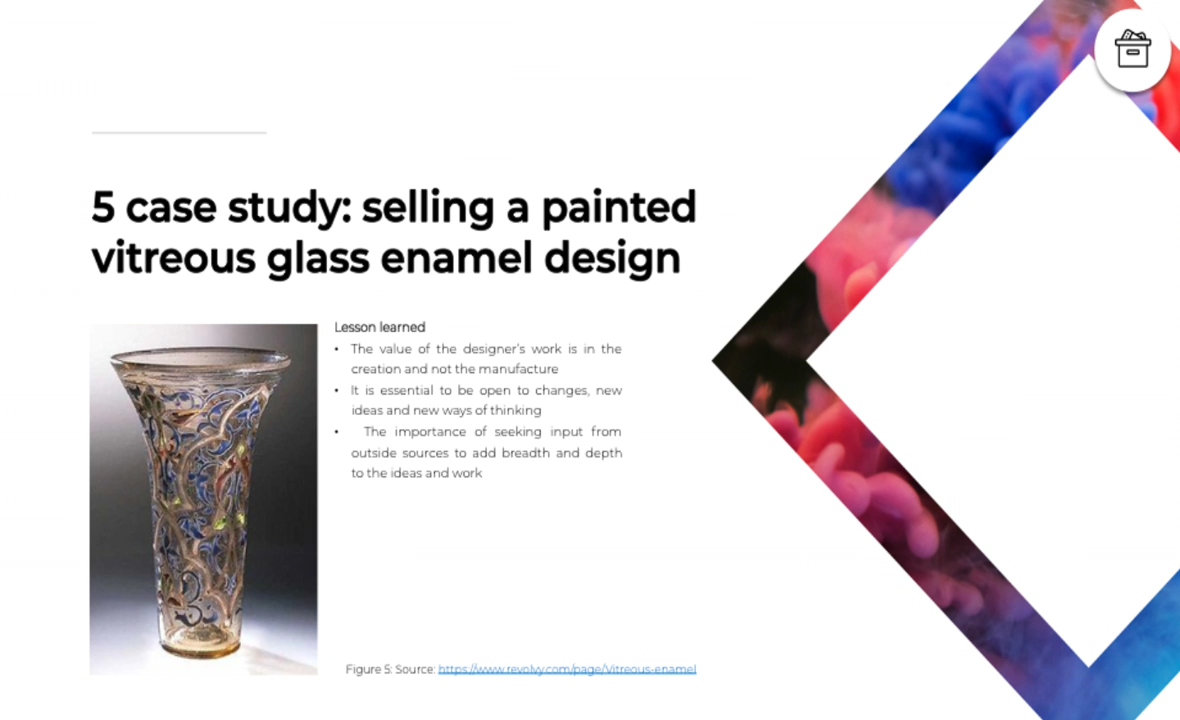 5 case study: selling a painted
vitreous glass enamel design
Lesson learned
• The value of the designer's work is in the
creation and not the manufacture
• It is essential to be open to changes, new
ideas and new ways of thinking
• The importance of seeking input from
outside sources to add breadth and depth
to the ideas and work
Figure 5: Source: https://www.revolvy.com/page/Vitreous-enamel